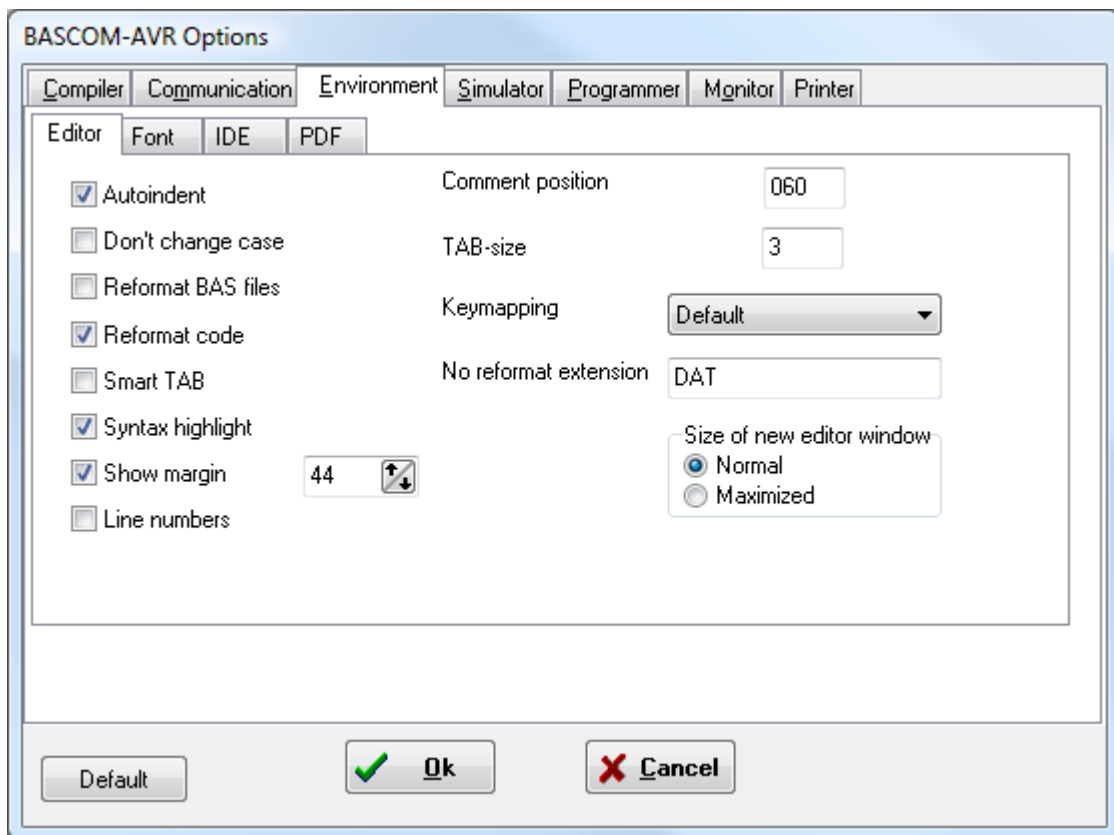 BASCOM-AVR Options
Compiler Communication Environment Simulator Programmer Monitor Printer
Editor Font IDE PDF
Autoindent
Don't change case
Reformat BAS files
Reformat code
Smart TAB
Syntax highlight
Show margin 44
Line numbers
Comment position 060
TAB-size 3
Keymapping Default
No reformat extension DAT
Size of new editor window
Normal
Maximized
Default Ok Cancel